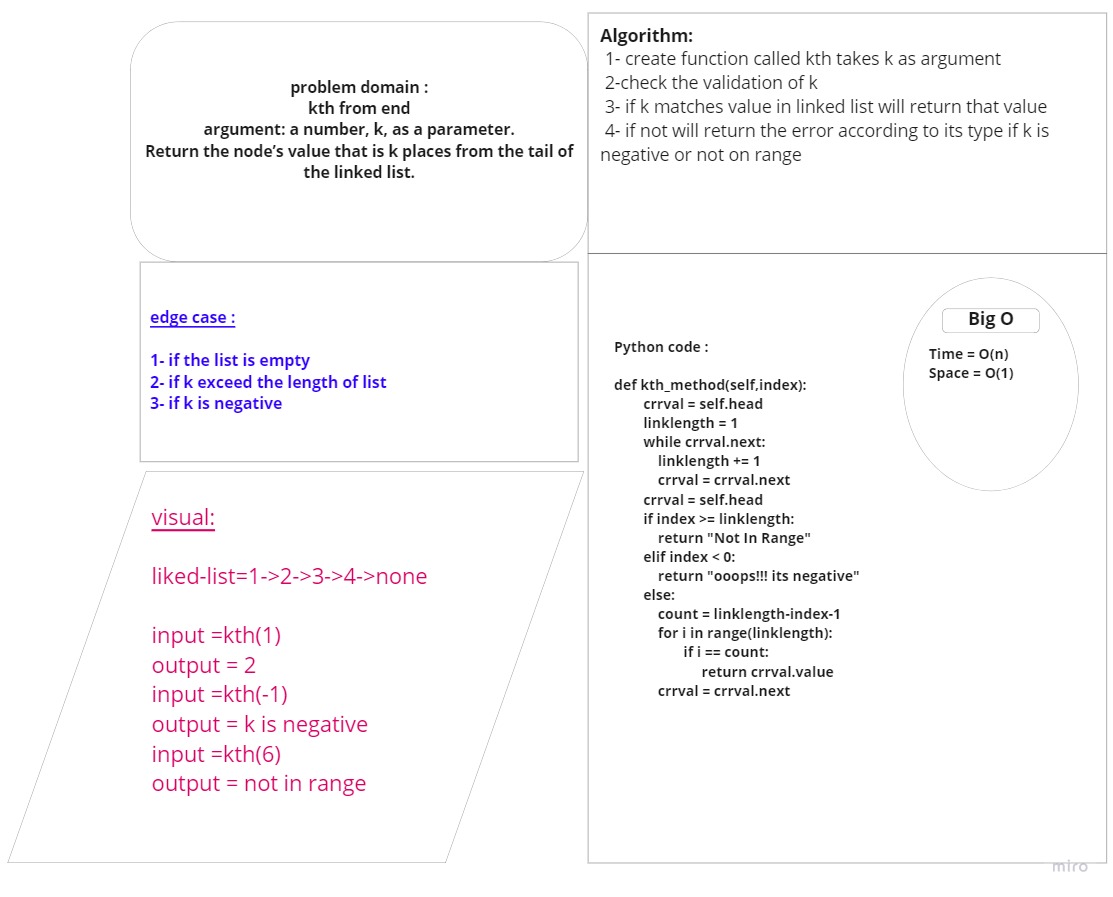 problem domain :
kth from end
argument: a number, k, as a parameter.
Return the node’s value that is k places from the tail of
the linked list.
Algorithm:
1- create function called kth takes k as argument
2-check the validation of k
3- if k matches value in linked list will return that value
4- if not will return the error according to its type if k is
negative or not on range
edge case :
1- if the list is empty
2- if k exceed the length of list
3- if k is negative
visual:
liked-list=1->2->3->4->none
input =kth(1)
output = 2
input =kth(-1)
output = k is negative
input =kth(6)
output = not in range
Python code :
def kth_method(self,index):
crrval = self.head
linklength = 1
while crrval.next:
linklength += 1
crrval = crrval.next
crrval = self.head
if index >= linklength:
return "Not In Range"
elif index < 0:
return "ooops!!! its negative"
else:
count = linklength-index-1
for i in range(linklength):
if i == count:
return crrval.value
crrval = crrval.next
Big O
Time = O(n)
Space = O(1)
miro